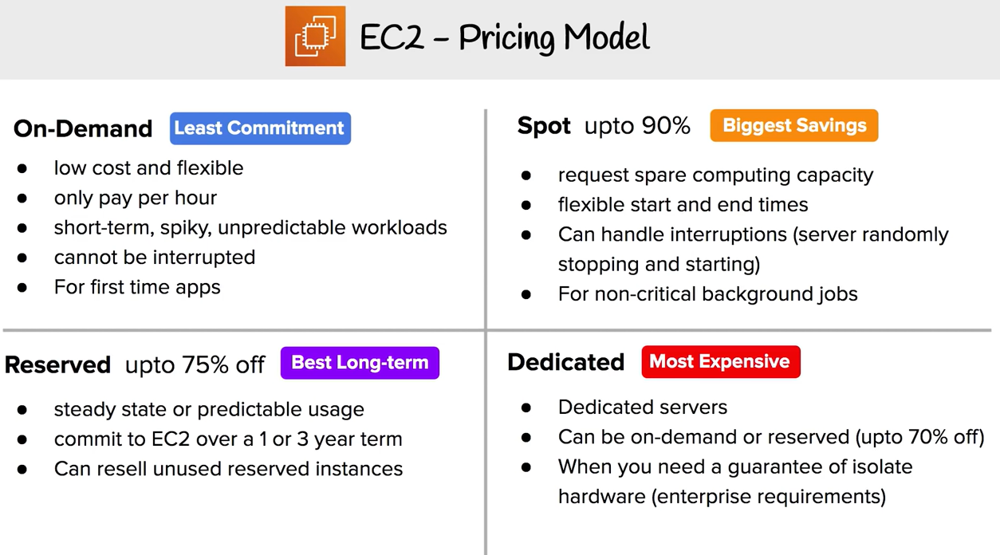 EC2 – Pricing Model
On-Demand Least Commitment
● low cost and flexible
● only pay per hour
● short-term, spiky, unpredictable workloads
● cannot be interrupted
● For first time apps
Spot upto 90% Biggest Savings
● request spare computing capacity
● flexible start and end times
● Can handle interruptions (server randomly
stopping and starting)
● For non-critical background jobs
Reserved upto 75% off Best Long-term
● steady state or predictable usage
● commit to EC2 over a 1 or 3 year term
● Can resell unused reserved instances
Dedicated Most Expensive
● Dedicated servers
● Can be on-demand or reserved (upto 70% off)
● When you need a guarantee of isolate
hardware (enterprise requirements)